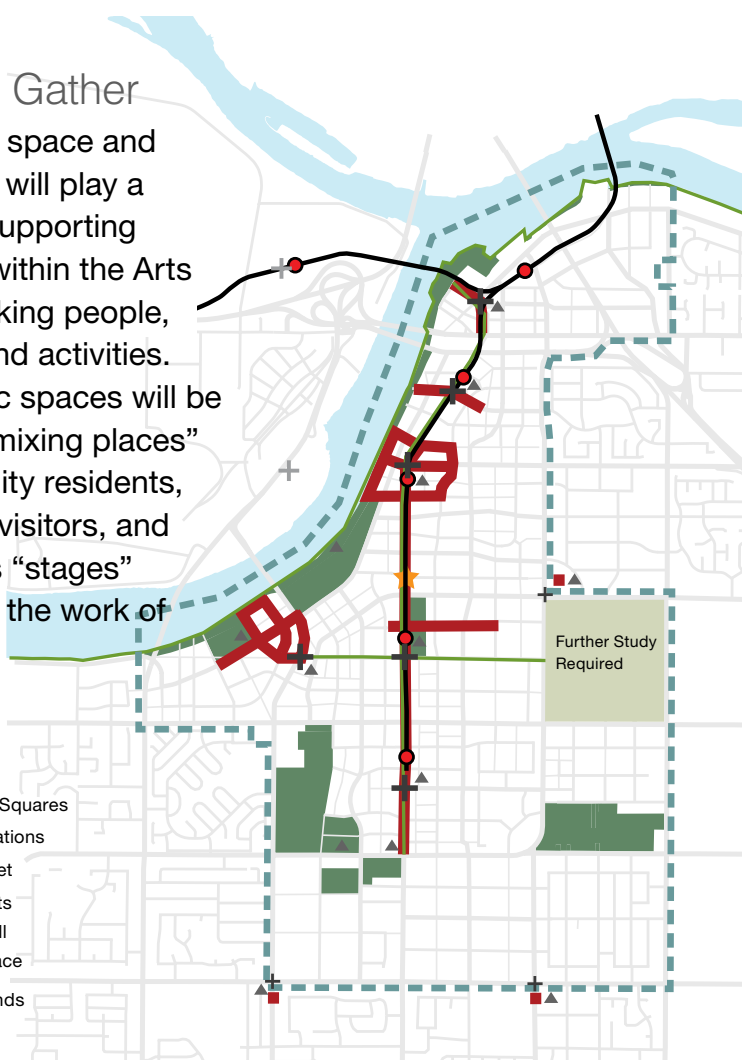 Gather
space and
will play a
supporting
within the Arts
king people,
nd activities.
c spaces will be
mixing places”
ity residents,
visitors, and
s “stages”
the work of
Further Study
Required
Squares
ations
et
ts
ll
ace
nds